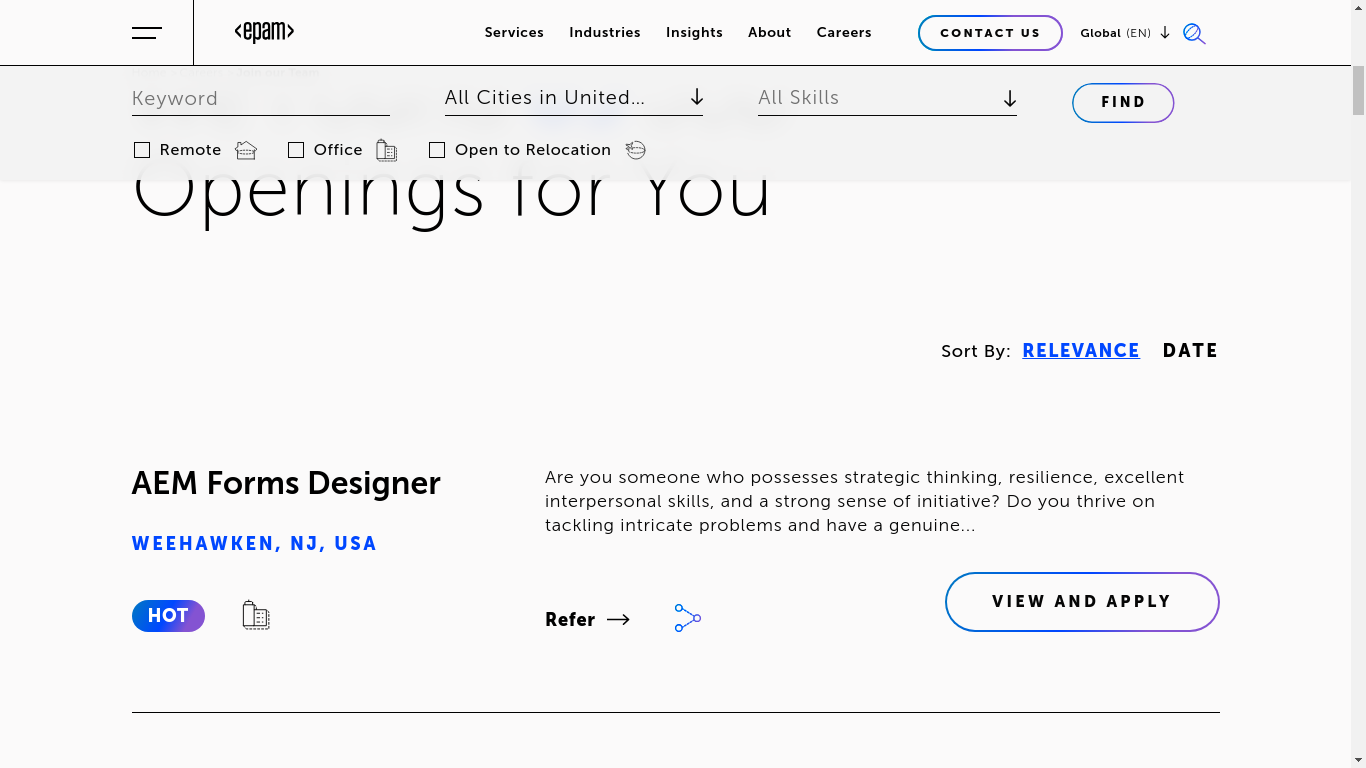 <epam>
Services Industries Insights About Careers CONTACT US Global (EN)
Keyword All Cities in United... All Skills FIND
Remote Office Open to Relocation
Openings for You
Sort By: RELEVANCE DATE
AEM Forms Designer
WEEHAWKEN, NJ, USA
HOT
Are you someone who possesses strategic thinking, resilience, excellent
interpersonal skills, and a strong sense of initiative? Do you thrive on
tackling intricate problems and have a genuine...
Refer
VIEW AND APPLY